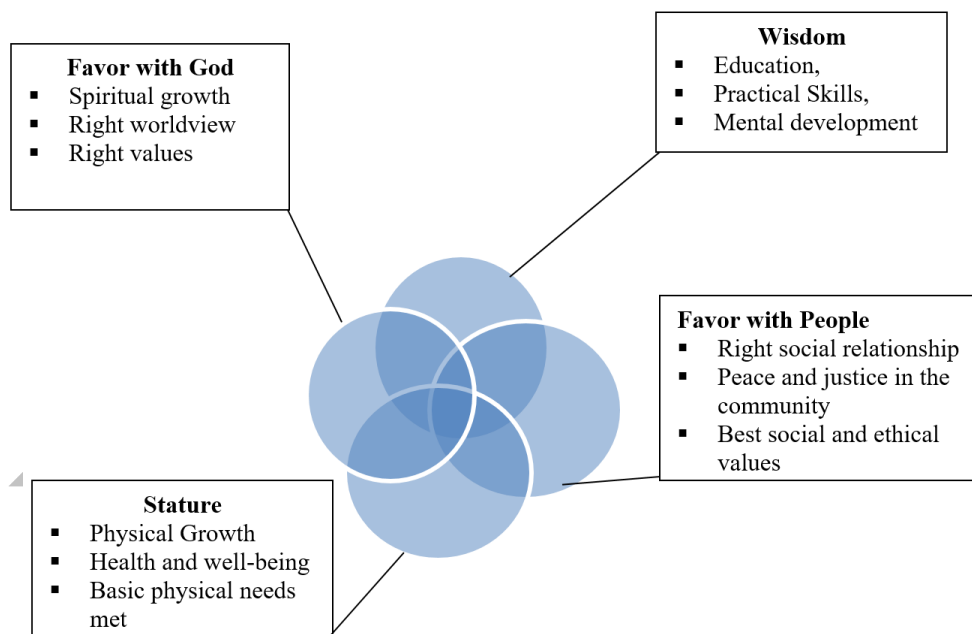 Favor with God
▪ Spiritual growth
▪ Right worldview
▪ Right values
Wisdom
▪ Education,
▪ Practical Skills,
▪ Mental development
Favor with People
▪ Right social relationship
▪ Peace and justice in the
community
▪ Best social and ethical
values
Stature
▪ Physical Growth
▪ Health and well-being
▪ Basic physical needs
met